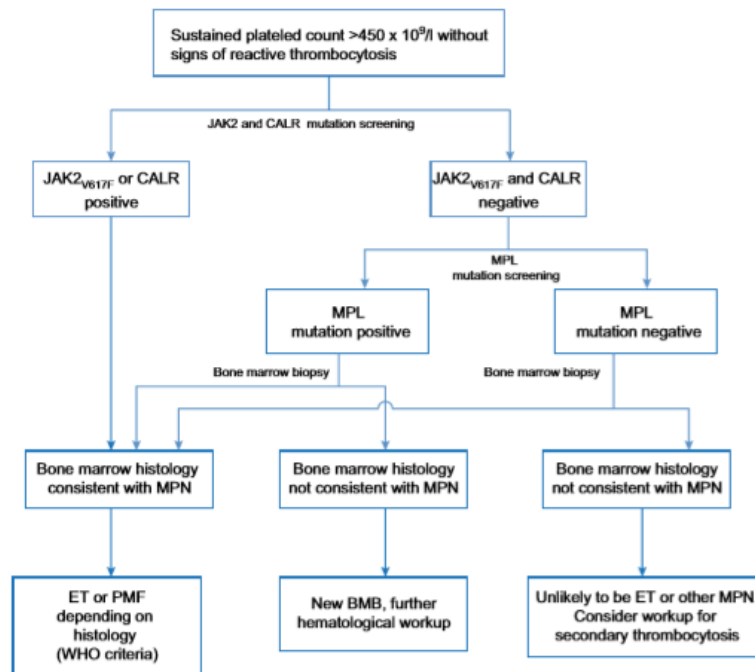 Sustained plateled count >450 x 10⁹/l without
signs of reactive thrombocytosis
JAK2 and CALR mutation screening
JAK2V617F or CALR
positive
JAK2V617F and CALR
negative
MPL
mutation screening
MPL
mutation positive
MPL
mutation negative
Bone marrow biopsy
Bone marrow biopsy
Bone marrow histology
consistent with MPN
Bone marrow histology
not consistent with MPN
Bone marrow histology
not consistent with MPN
ET or PMF
depending on
histology
(WHO criteria)
New BMB, further
hematological workup
Unlikely to be ET or other MPN
Consider workup for
secondary thrombocytosis